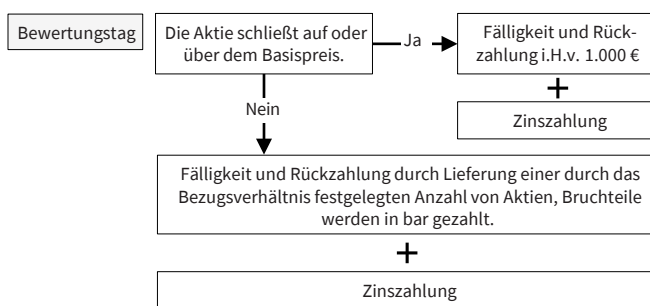 Bewertungstag
Die Aktie schließt auf oder
über dem Basispreis.
Ja
Fälligkeit und Rück-
zahlung i.H.v. 1.000 €
+
Zinszahlung
Nein
Fälligkeit und Rückzahlung durch Lieferung einer durch das
Bezugsverhältnis festgelegten Anzahl von Aktien, Bruchteile
werden in bar gezahlt.
+
Zinszahlung